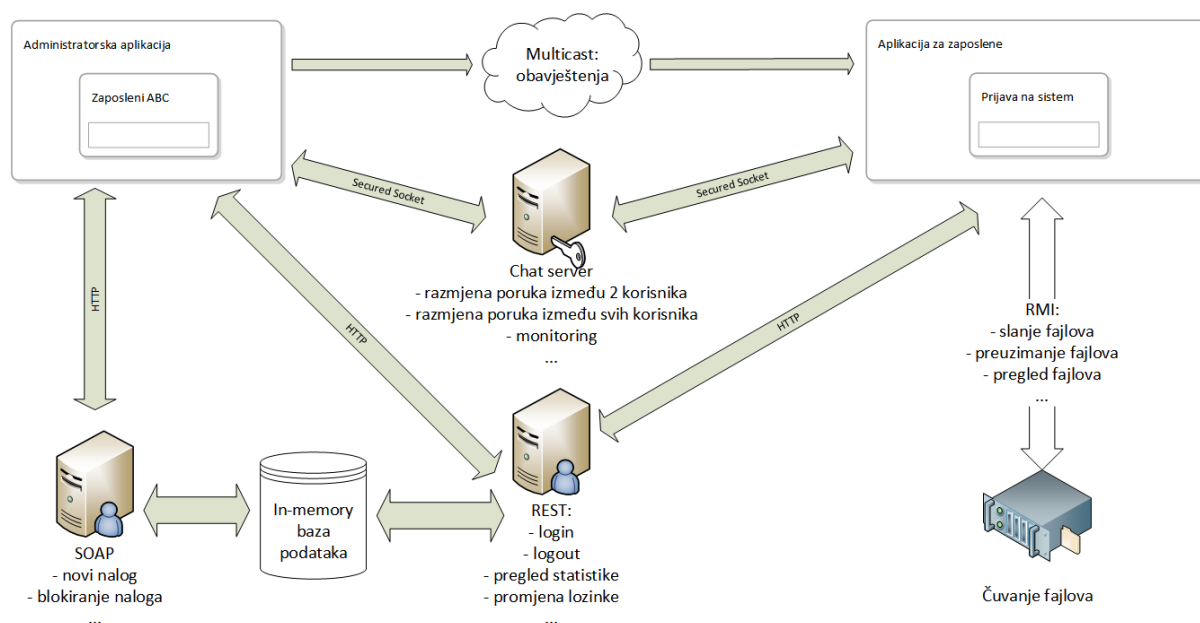 Administratorska aplikacija
Zaposleni ABC
Multicast:
obavještenja
Aplikacija za zaposlene
Prijava na sistem
Secured Socket
Secured Socket
Chat server
- razmjena poruka između 2 korisnika
- razmjena poruka između svih korisnika
- monitoring
...
HTTP
HTTP
HTTP
RMI:
- slanje fajlova
- preuzimanje fajlova
- pregled fajlova
...
SOAP
- novi nalog
- blokiranje naloga
...
In-memory
baza
podataka
REST:
- login
- logout
- pregled statistike
- promjena lozinke
...
Čuvanje fajlova